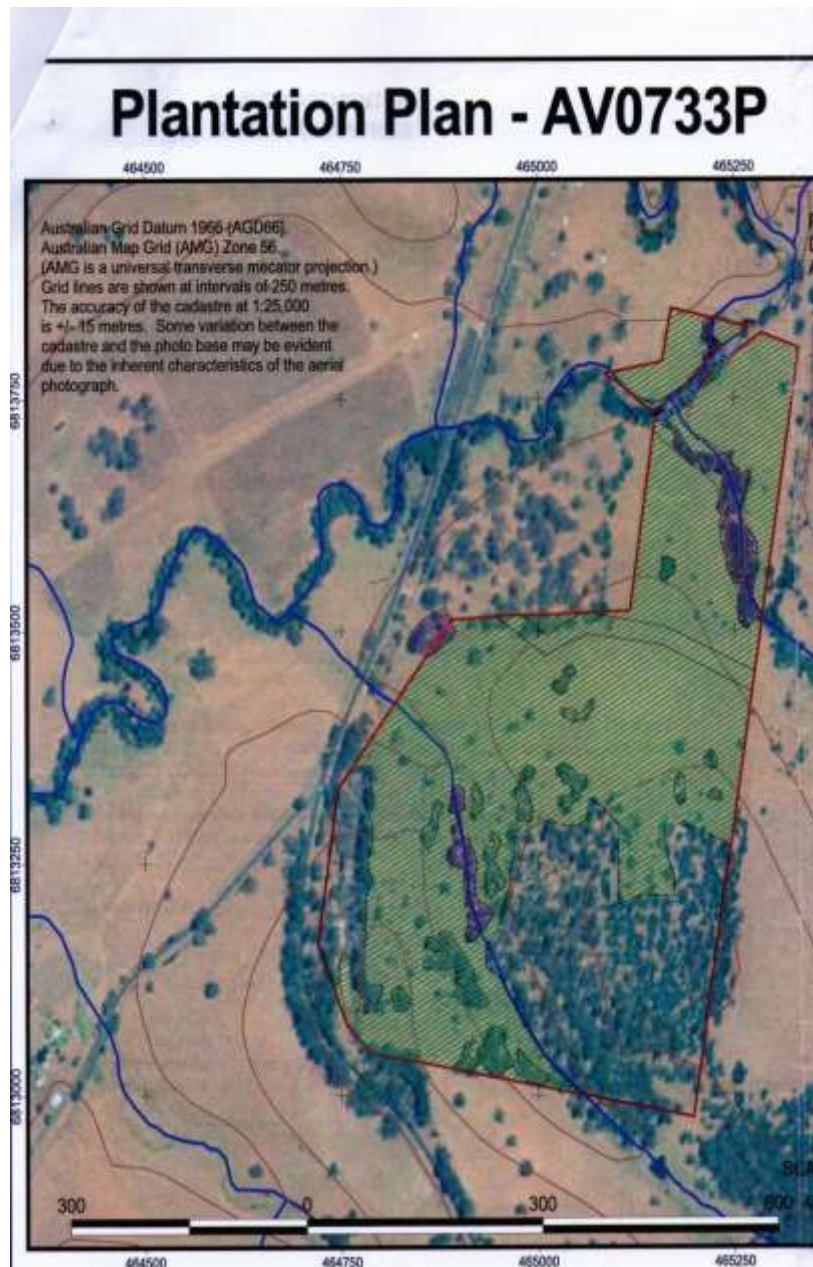 Plantation Plan - AV0733P
464500 464750 465000 465250
Australian Grid Datum 1966 (AGD66).
Australian Map Grid (AMG) Zone 56.
(AMG is a universal transverse mecator projection.)
Grid lines are shown at intervals of 250 metres.
The accuracy of the cadastre at 1:25,000
is +/- 15 metres. Some variation between the
cadastre and the photo base may be evident
due to the inherent characteristics of the aerial
photograph.
6813750
6813500
6813250
6813000
300 0 300 600
464500 464750 465000 465250